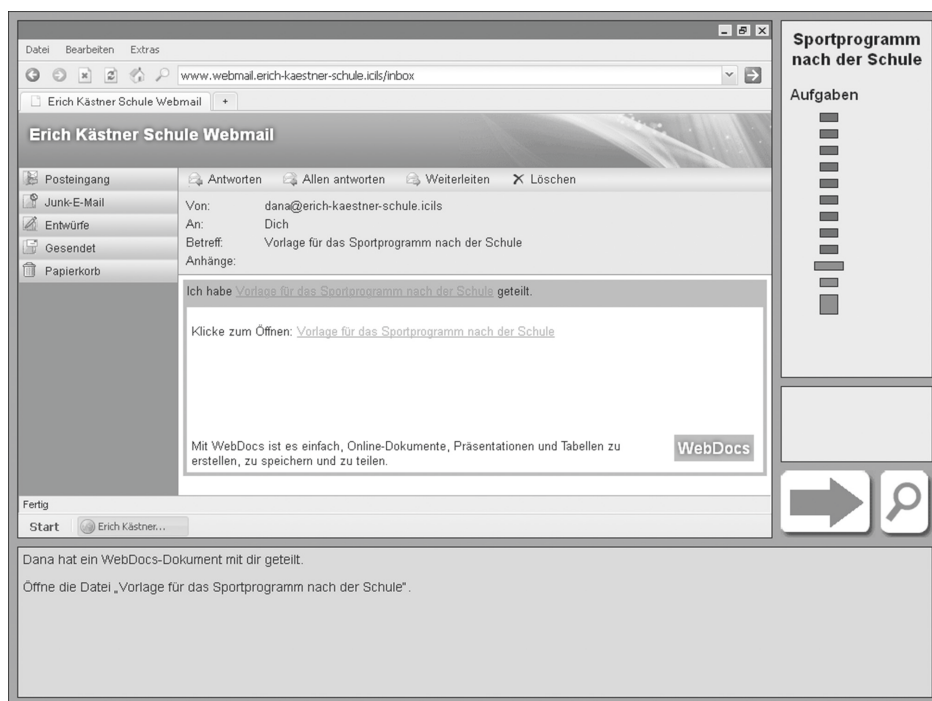 Datei Bearbeiten Extras
www.webmail.erich-kaestner-schule.icils/inbox
Erich Kästner Schule Webmail +
Erich Kästner Schule Webmail
Posteingang
Junk-E-Mail
Entwürfe
Gesendet
Papierkorb
Antworten Allen antworten Weiterleiten Löschen
Von: dana@erich-kaestner-schule.icils
An: Dich
Betreff: Vorlage für das Sportprogramm nach der Schule
Anhänge:
Ich habe Vorlage für das Sportprogramm nach der Schule geteilt.
Klicke zum Öffnen: Vorlage für das Sportprogramm nach der Schule
Mit WebDocs ist es einfach, Online-Dokumente, Präsentationen und Tabellen zu
erstellen, zu speichern und zu teilen.
WebDocs
Fertig
Start Erich Kästner...
Sportprogramm
nach der Schule
Aufgaben
Dana hat ein WebDocs-Dokument mit dir geteilt.
Öffne die Datei „Vorlage für das Sportprogramm nach der Schule".